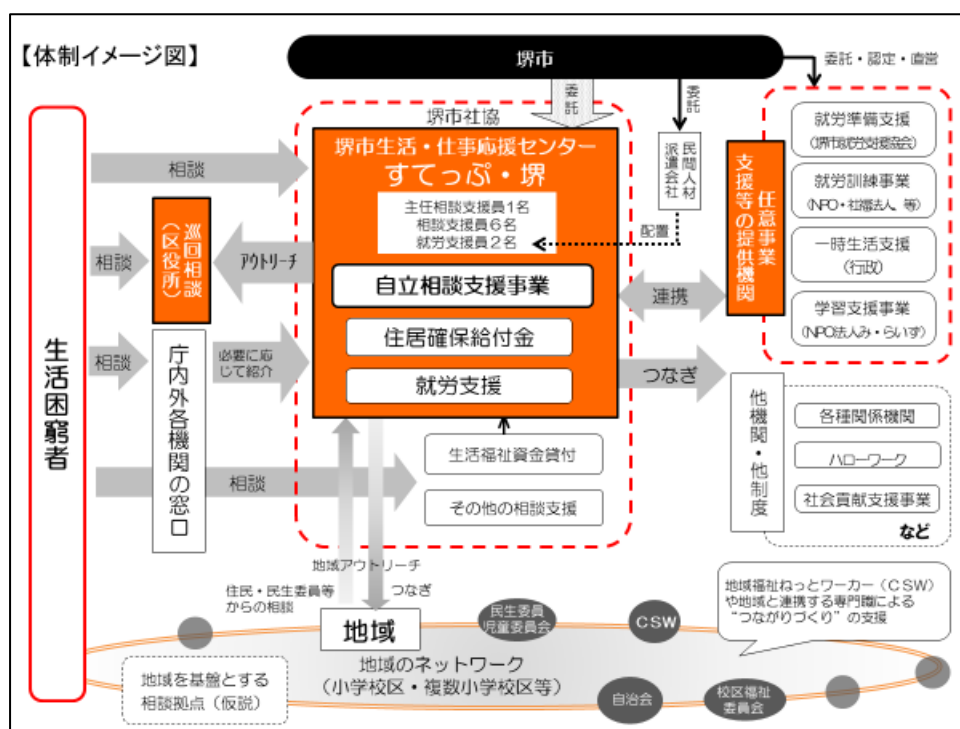 【体制イメージ図】
堺市
委託・認定・直営
委託
委託
堺市社協
堺市生活・仕事応援センター
すてっぷ・堺
主任相談支援員1名
相談支援員6名
就労支援員2名
民間人材
派遣会社
配置
任意事業
支援等の提供機関
就労準備支援
(堺市就労支援協会)
就労訓練事業
(NPO・社福法人 等)
一時生活支援
(行政)
学習支援事業
(NPO法人み・らいず)
生活困窮者
相談
相談
巡回相談
(区役所)
アウトリーチ
自立相談支援事業
連携
住居確保給付金
相談
庁内外各機関の窓口
必要に応
じて紹介
就労支援
つなぎ
他機関・他制度
各種関係機関
ハローワーク
社会貢献支援事業
など
相談
生活福祉資金貸付
その他の相談支援
地域アウトリーチ
住民・民生委員等
からの相談
つなぎ
地域福祉ねっとワーカー(CSW)
や地域と連携する専門職による
“つながりづくり”の支援
地域
民生委員
児童委員会
CSW
地域のネットワーク
(小学校区・複数小学校区等)
地域を基盤とする
相談拠点(仮説)
自治会
校区福祉
委員会